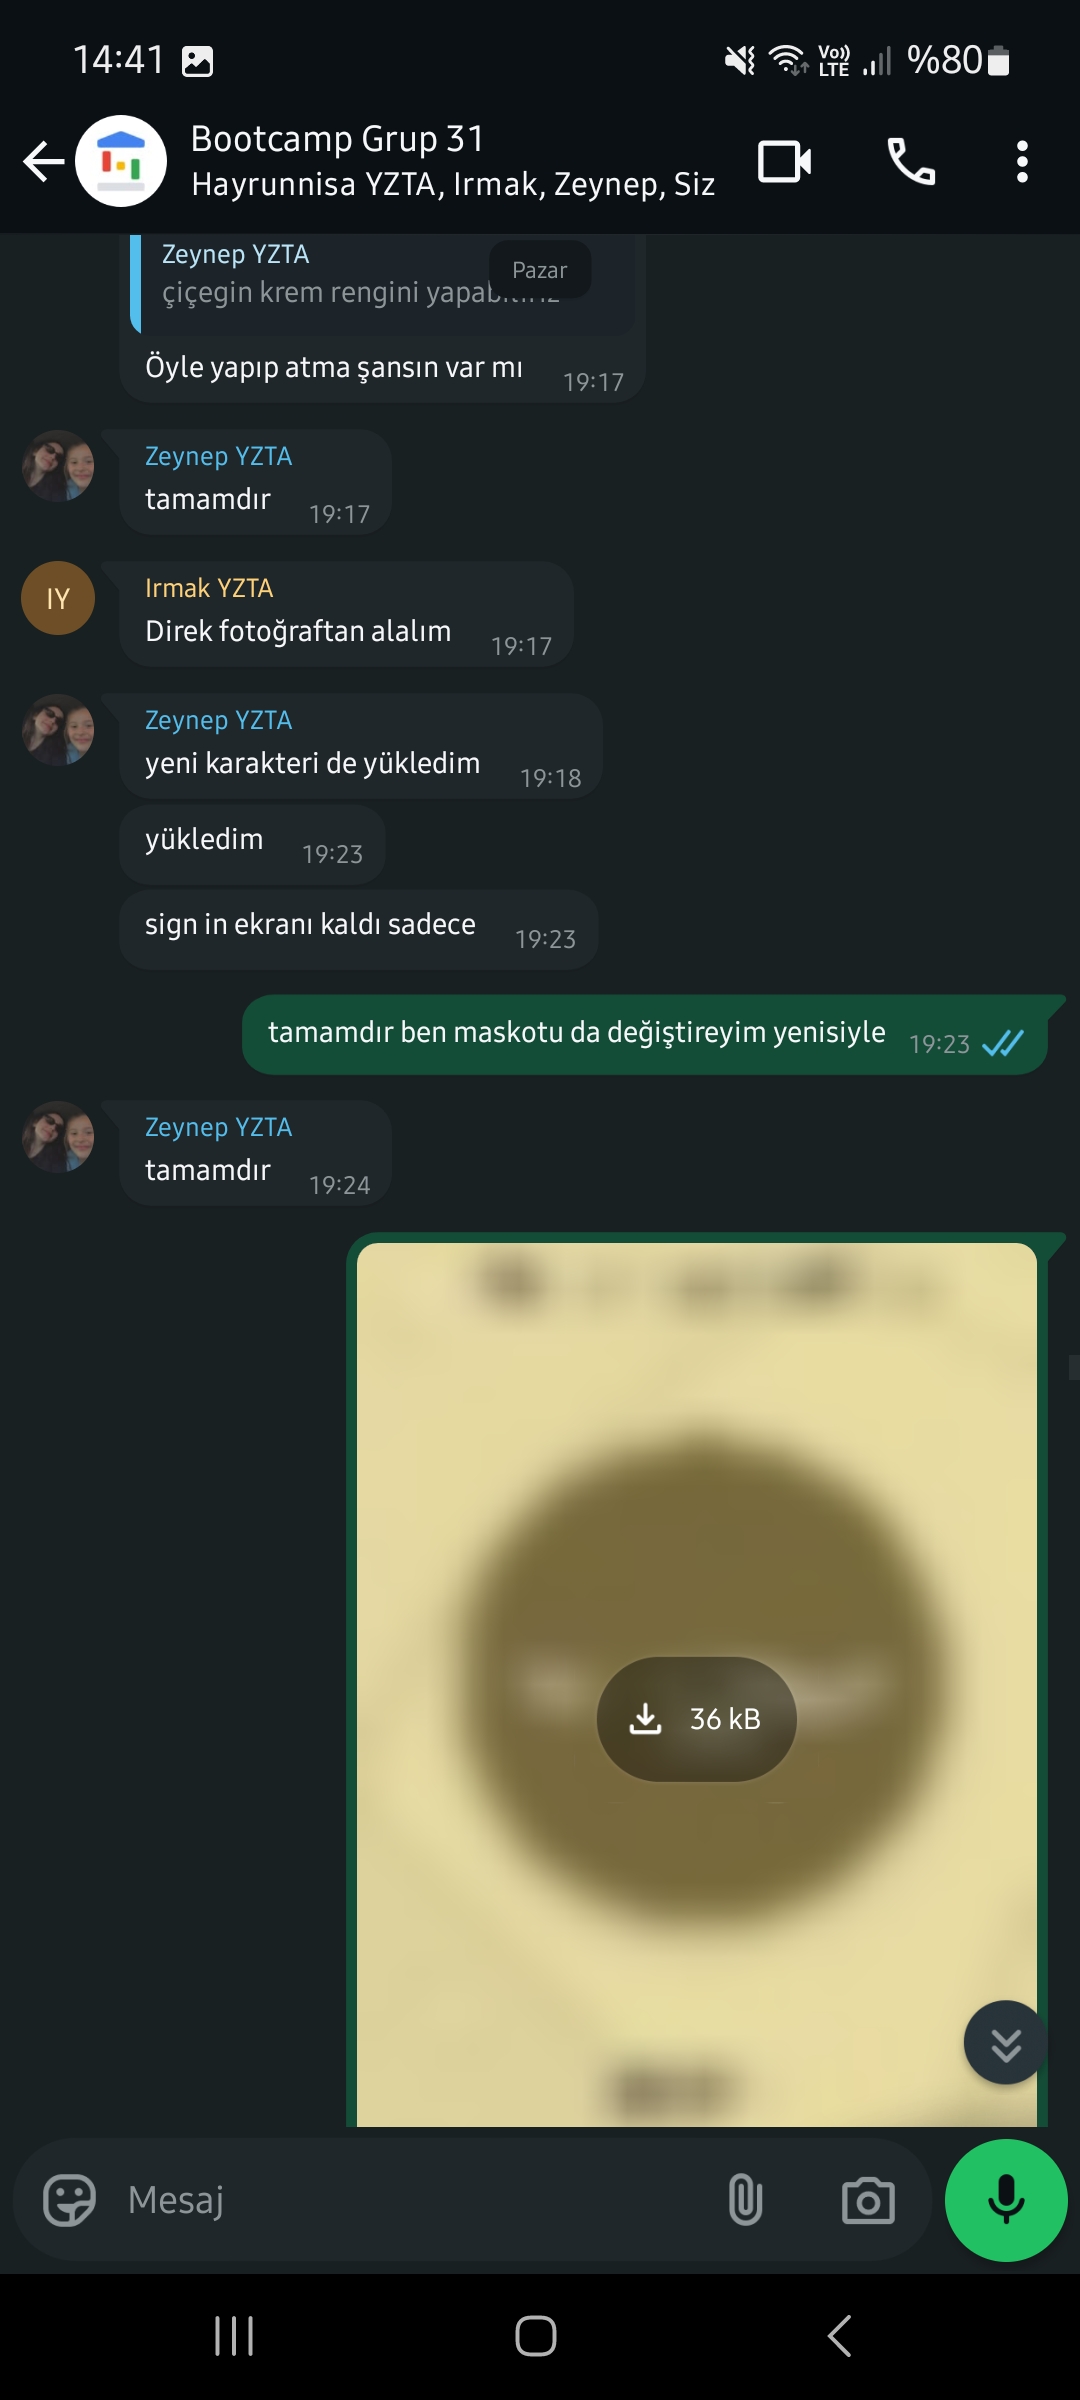 14:41
Vo)) LTE
%80
Bootcamp Grup 31
Hayrunnisa YZTA, Irmak, Zeynep, Siz
Zeynep YZTA
Pazar
çiçegin krem rengini
Öyle yapıp atma şansın var mı 19:17
Zeynep YZTA
tamamdır 19:17
IY
Irmak YZTA
Direk fotoğraftan alalım 19:17
Zeynep YZTA
yeni karakteri de yükledim 19:18
yükledim 19:23
sign in ekranı kaldı sadece 19:23
tamamdır ben maskotu da değiştireyim yenisiyle 19:23
Zeynep YZTA
tamamdır 19:24
36 kB
Mesaj